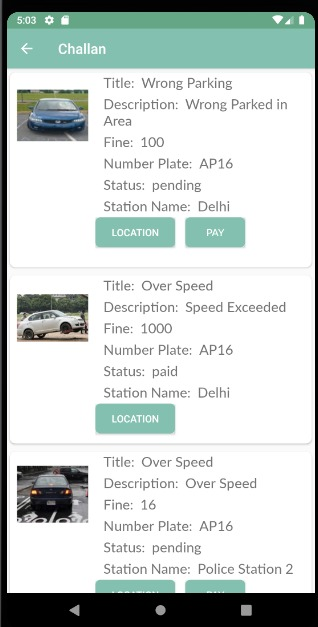 5:03
Challan
Title: Wrong Parking
Description: Wrong Parked in
Area
Fine: 100
Number Plate: AP16
Status: pending
Station Name: Delhi
LOCATION PAY
Title: Over Speed
Description: Speed Exceeded
Fine: 1000
Number Plate: AP16
Status: paid
Station Name: Delhi
LOCATION
Title: Over Speed
Description: Over Speed
Fine: 16
Number Plate: AP16
Status: pending
Station Name: Police Station 2
LOCATION PAY